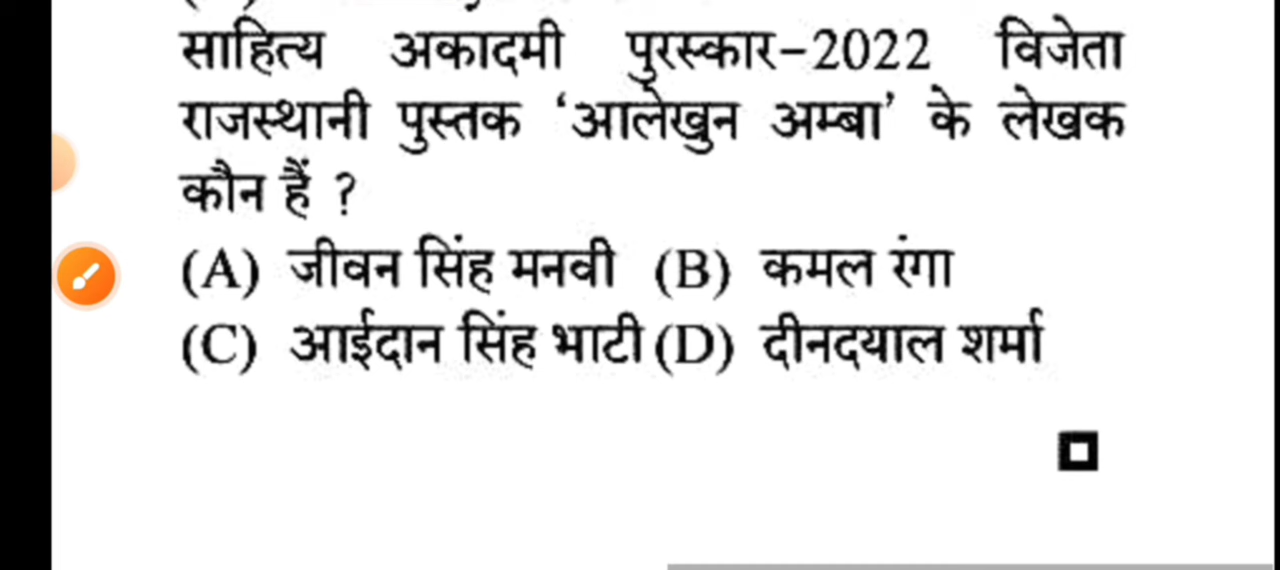 साहित्य अकादमी पुरस्कार-2022 विजेता
राजस्थानी पुस्तक ‘आलेखुन अम्बा’ के लेखक
कौन हैं ?
(A) जीवन सिंह मनवी (B) कमल रंगा
(C) आईदान सिंह भाटी (D) दीनदयाल शर्मा